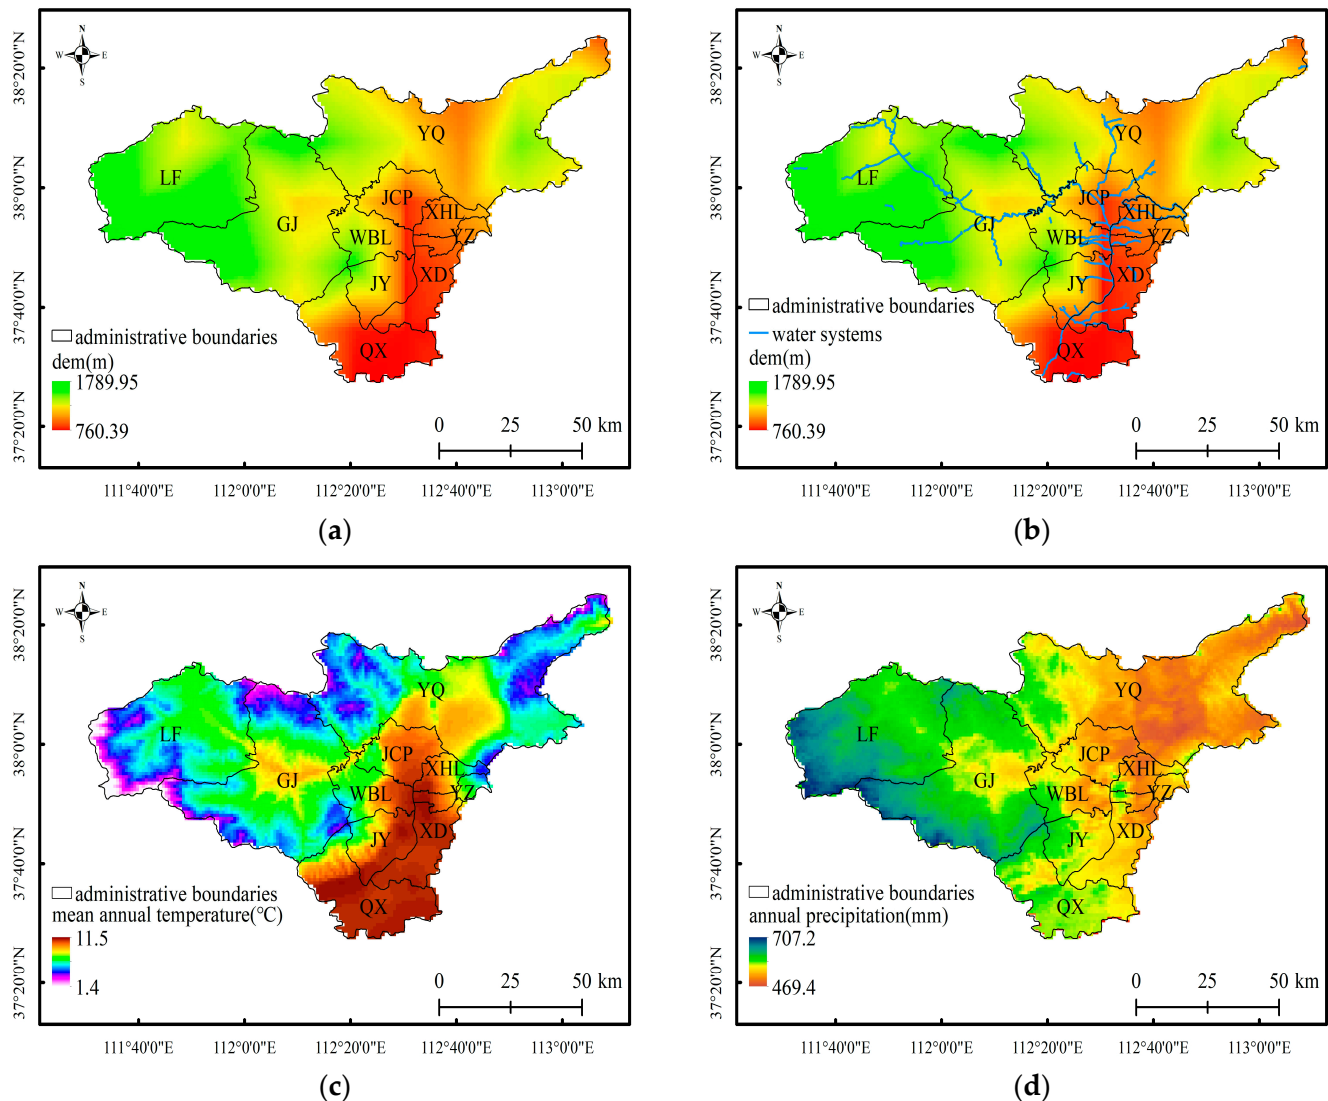 N
W E
S
38°20'0"N
38°0'0"N
37°40'0"N
37°20'0"N
YQ
LF
JCP
XHL
GJ
WBL
YZ
JY
XD
QX
administrative boundaries
dem(m)
1789.95
760.39
0 25 50 km
111°40'0"E 112°0'0"E 112°20'0"E 112°40'0"E 113°0'0"E
(a)
N
W E
S
38°20'0"N
38°0'0"N
37°40'0"N
37°20'0"N
YQ
LF
JCP
XHL
GJ
WBL
YZ
JY
XD
QX
administrative boundaries
water systems
dem(m)
1789.95
760.39
0 25 50 km
111°40'0"E 112°0'0"E 112°20'0"E 112°40'0"E 113°0'0"E
(b)
N
W E
S
38°20'0"N
38°0'0"N
37°40'0"N
37°20'0"N
YQ
LF
JCP
XHL
GJ
WBL
YZ
JY
XD
QX
administrative boundaries
mean annual temperature(°C)
11.5
1.4
0 25 50 km
111°40'0"E 112°0'0"E 112°20'0"E 112°40'0"E 113°0'0"E
(c)
N
W E
S
38°20'0"N
38°0'0"N
37°40'0"N
37°20'0"N
YQ
LF
JCP
XHL
GJ
WBL
YZ
JY
XD
QX
administrative boundaries
annual precipitation(mm)
707.2
469.4
0 25 50 km
111°40'0"E 112°0'0"E 112°20'0"E 112°40'0"E 113°0'0"E
(d)